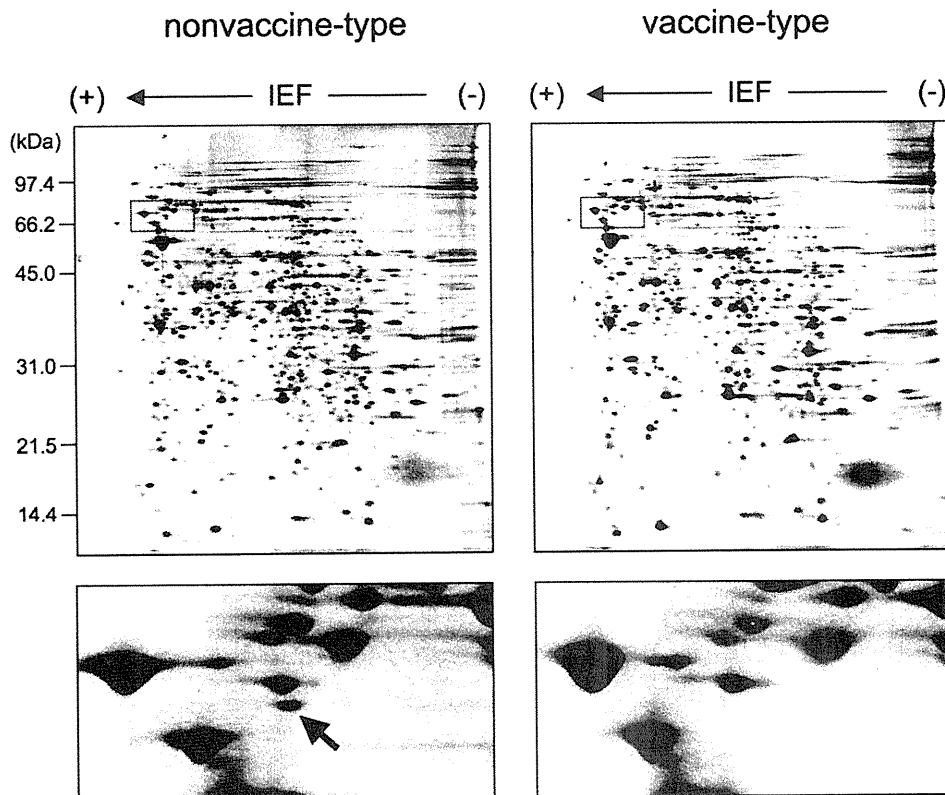 nonvaccine-type vaccine-type
(+) IEF (-) (+) IEF (-)
(kDa)
97.4
66.2
45.0
31.0
21.5
14.4